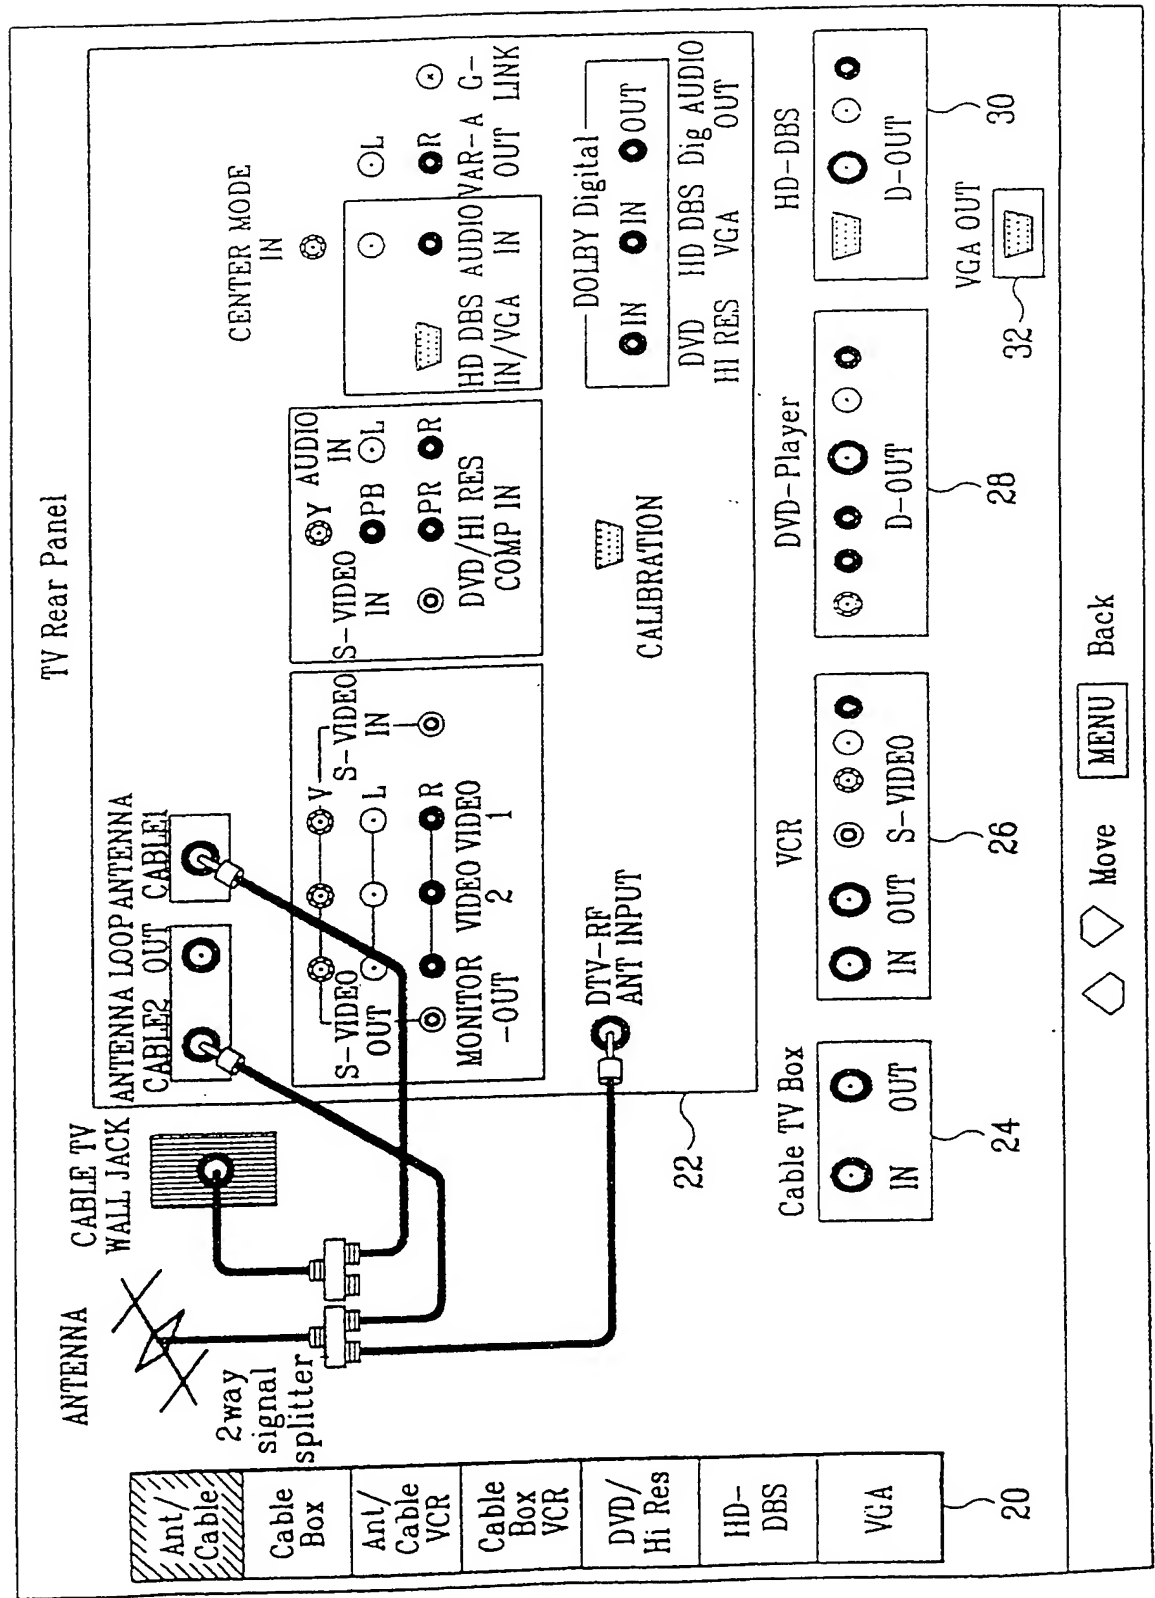 TV Rear Panel
ANTENNA
CABLE TV
WALL JACK
ANTENNA LOOP ANTENNA
CABLE2 OUT CABLE1
2way
signal
splitter
CENTER MODE
IN
S-VIDEO
OUT
V
L
R
S-VIDEO
IN
MONITOR
-OUT
VIDEO
2
VIDEO
1
S-VIDEO
IN
Y
PB
PR
AUDIO
IN
L
R
DVD/HI RES
COMP IN
HD DBS
IN/VGA
AUDIO
IN
L
R
VAR-A
OUT
G-
LINK
DTV-RF
ANT INPUT
CALIBRATION
DOLBY Digital
IN
IN
OUT
DVD
HI RES
HD DBS
VGA
Dig AUDIO
OUT
22
Ant/
Cable
Cable
Box
Ant/
Cable
VCR
Cable
Box
VCR
DVD/
Hi Res
HD-
DBS
VGA
20
Cable TV Box
IN OUT
24
VCR
IN OUT S-VIDEO
26
DVD-Player
D-OUT
28
HD-DBS
D-OUT
30
VGA OUT
32
Move MENU Back